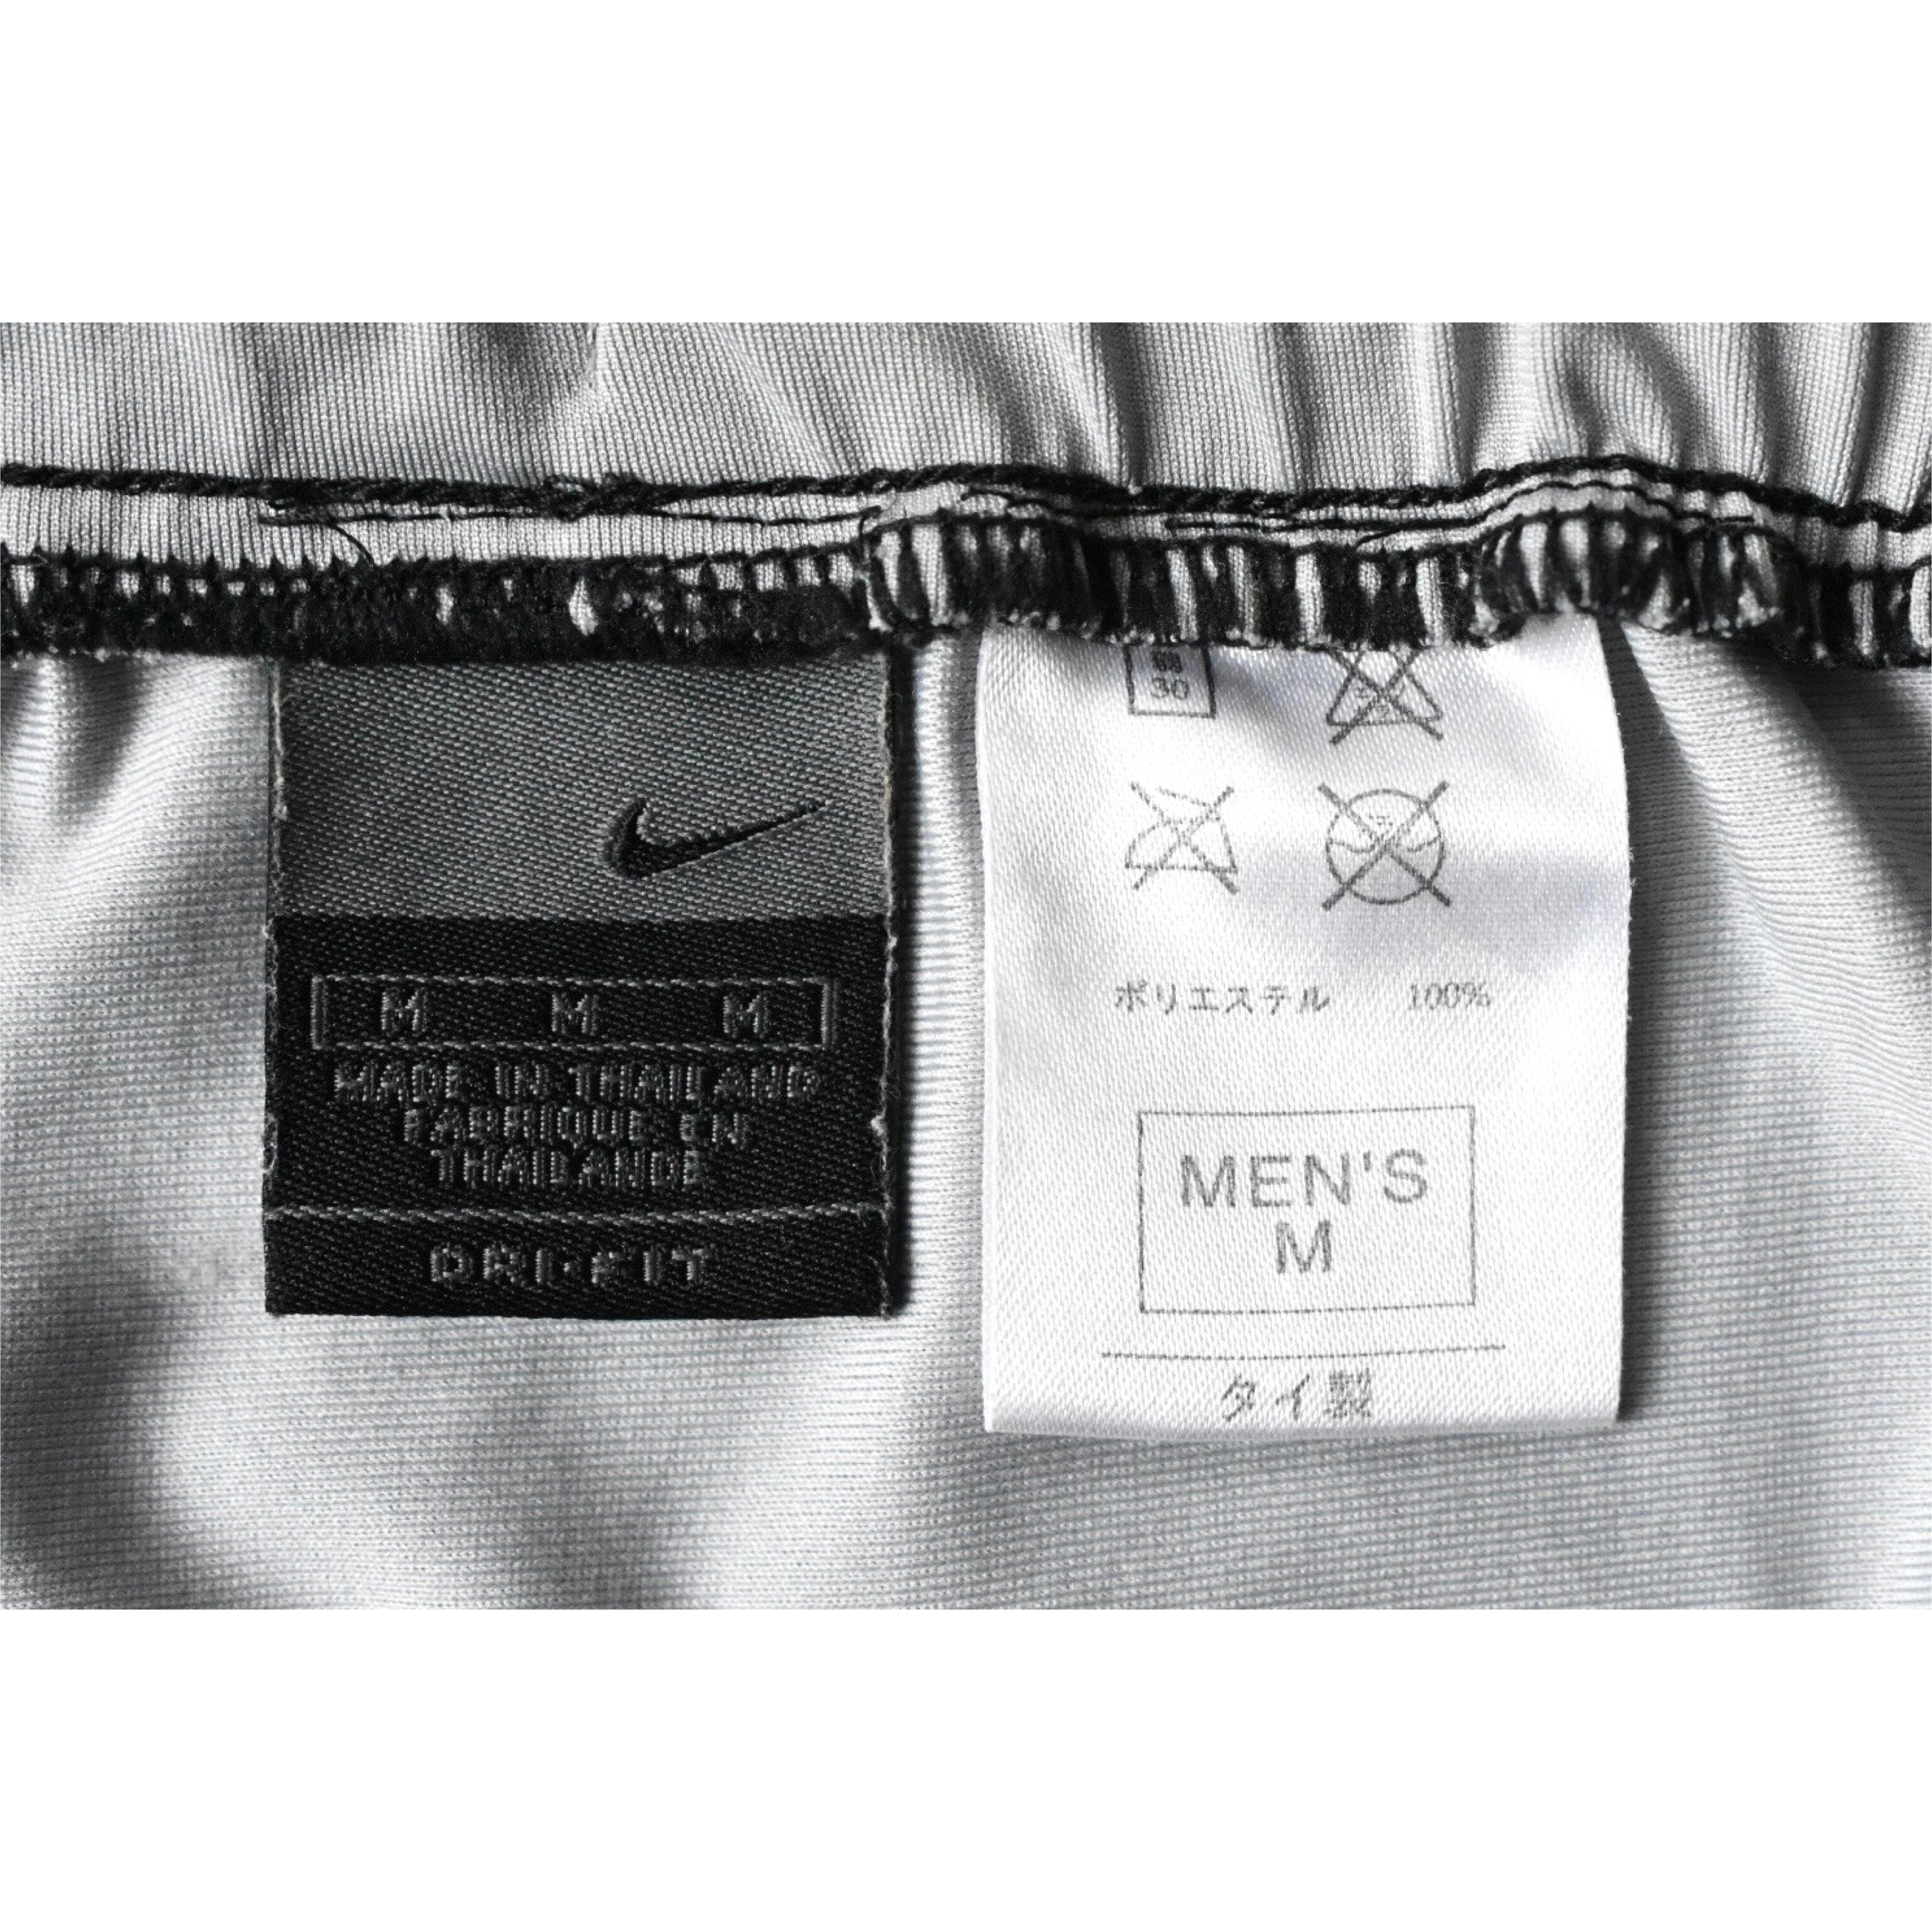 M M M
MADE IN THAILAND
FABRIQUE EN
THAILANDE
DRI-FIT
30
ポリエステル 100%
MEN'S
M
タイ製